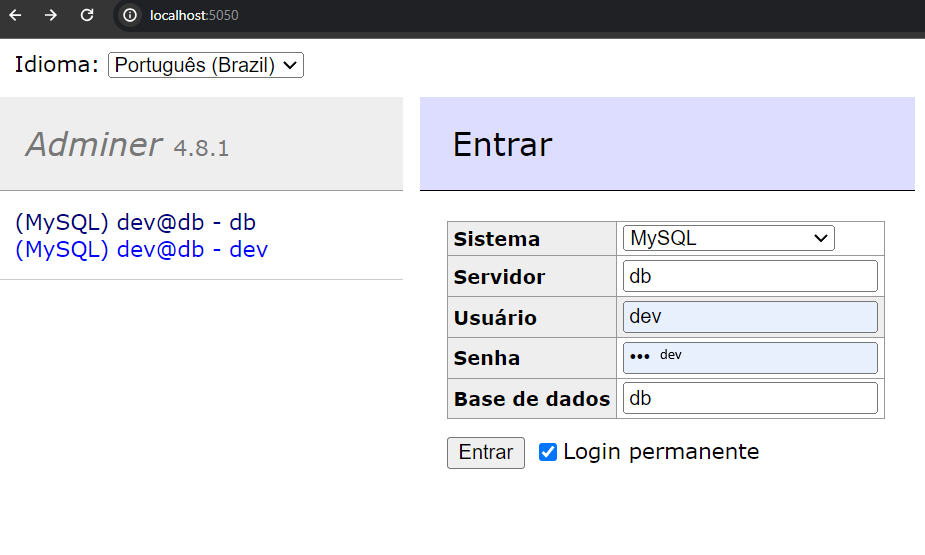 localhost:5050
Idioma: Português (Brazil)
Adminer 4.8.1
(MySQL) dev@db - db
(MySQL) dev@db - dev
Entrar
Sistema MySQL
Servidor db
Usuário dev
Senha ••• dev
Base de dados db
Entrar Login permanente